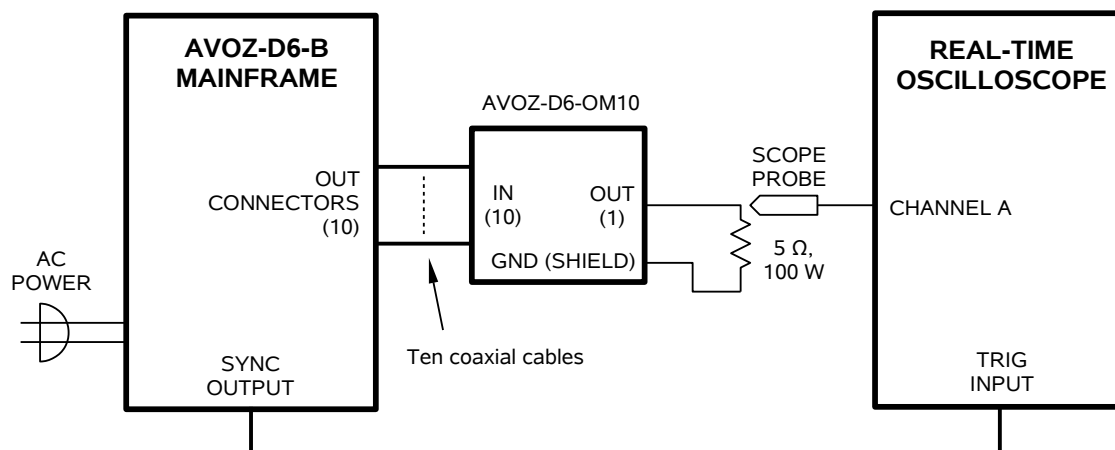 AVOZ-D6-B
MAINFRAME
OUT
CONNECTORS
(10)
AC
POWER
SYNC
OUTPUT
AVOZ-D6-OM10
IN
(10)
OUT
(1)
GND (SHIELD)
Ten coaxial cables
SCOPE
PROBE
5 Ω,
100 W
REAL-TIME
OSCILLOSCOPE
CHANNEL A
TRIG
INPUT